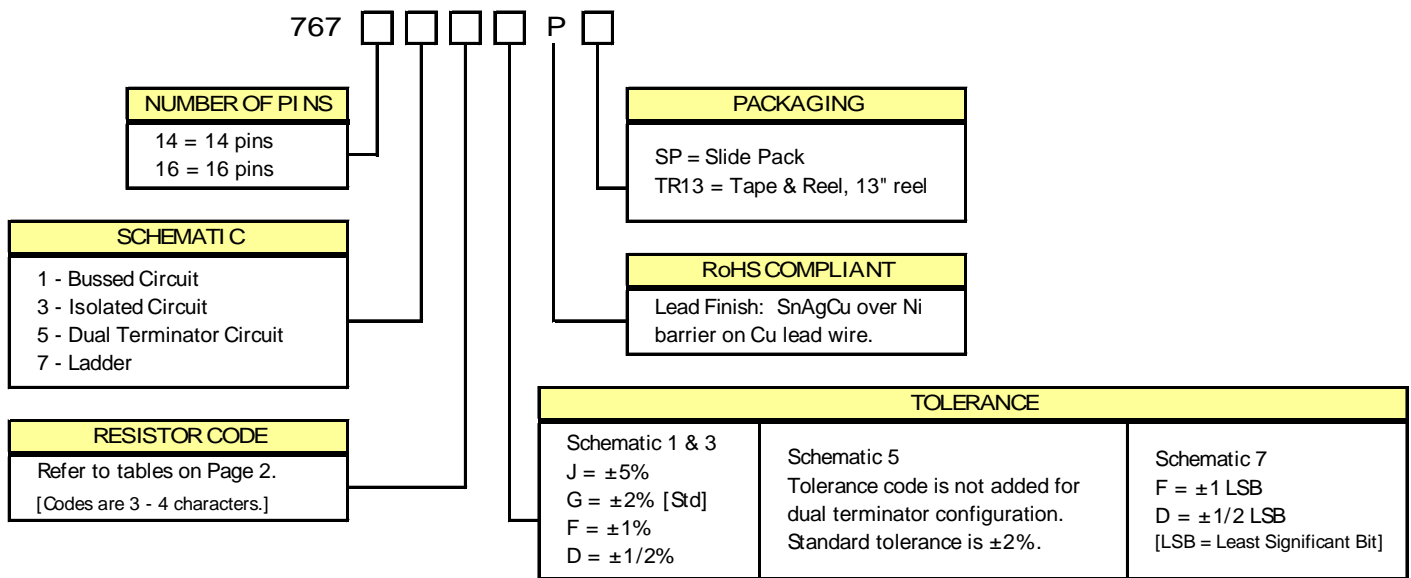 767 P
NUMBER OF PINS
14 = 14 pins
16 = 16 pins
PACKAGING
SP = Slide Pack
TR13 = Tape & Reel, 13" reel
SCHEMATIC
1 - Bussed Circuit
3 - Isolated Circuit
5 - Dual Terminator Circuit
7 - Ladder
RoHS COMPLIANT
Lead Finish: SnAgCu over Ni
barrier on Cu lead wire.
RESISTOR CODE
Refer to tables on Page 2.
[Codes are 3 - 4 characters.]
TOLERANCE
Schematic 1 & 3
J = ±5%
G = ±2% [Std]
F = ±1%
D = ±1/2%
Schematic 5
Tolerance code is not added for
dual terminator configuration.
Standard tolerance is ±2%.
Schematic 7
F = ±1 LSB
D = ±1/2 LSB
[LSB = Least Significant Bit]